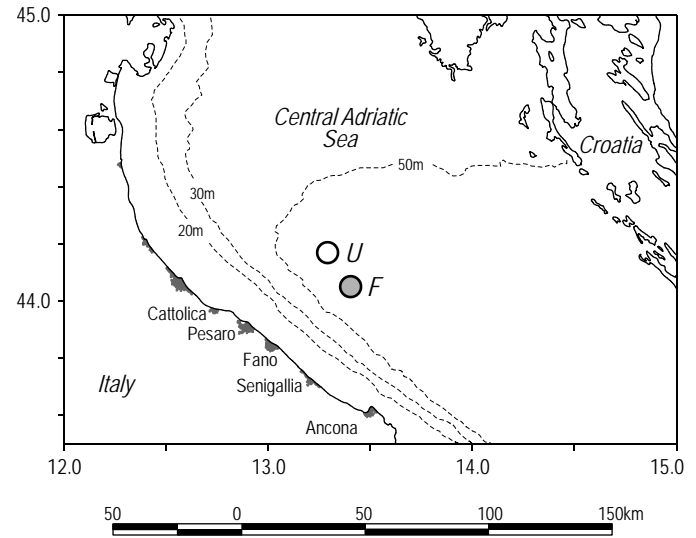 45.0
Central Adriatic
Sea
Croatia
50m
30m
20m
U
F
44.0
Cattolica
Pesaro
Fano
Italy
Senigallia
Ancona
12.0 13.0 14.0 15.0
50 0 50 100 150km